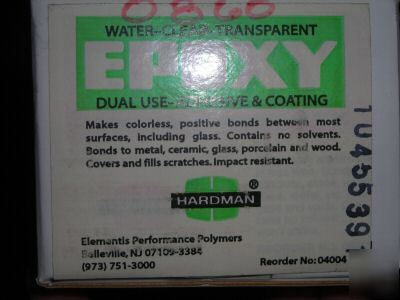 0860
WATER-CLEAR-TRANSPARENT
EPOXY
DUAL USE-ADHESIVE & COATING
Makes colorless, positive bonds between most
surfaces, including glass. Contains no solvents.
Bonds to metal, ceramic, glass, porcelain and wood.
Covers and fills scratches. Impact resistant.
HARDMAN®
Elementis Performance Polymers
Belleville, NJ 07109-3384
(973) 751-3000
Reorder No: 04004